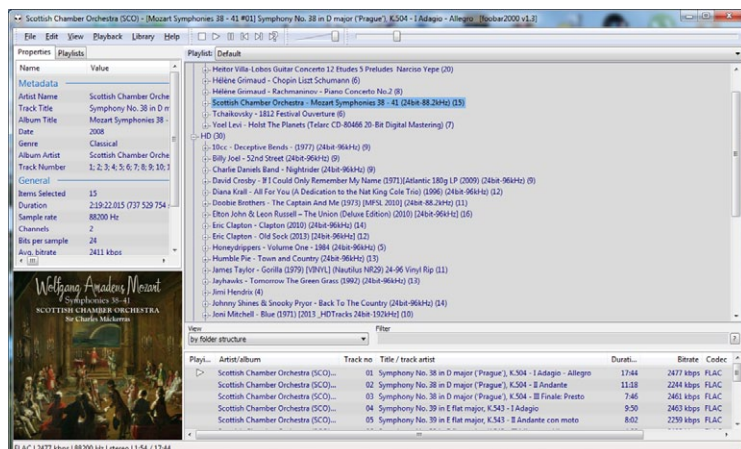 Scottish Chamber Orchestra (SCO) - [Mozart Symphonies 38 - 41 #01] Symphony No. 38 in D major ('Prague'), K.504 - I Adagio - Allegro [foobar2000 v1.3]
File Edit View Playback Library Help
Properties Playlists
Name Value
Metadata
Artist Name Scottish Chamber Orche
Track Title Symphony No. 38 in D m
Album Title Mozart Symphonies 38 -
Date 2008
Genre Classical
Album Artist Scottish Chamber Orche
Track Number 1; 2; 3; 4; 5; 6; 7; 8; 9; 10; 1
General
Items Selected 15
Duration 2:19:22.015 (737 529 754 s
Sample rate 88200 Hz
Channels 2
Bits per sample 24
Avg. bitrate 2411 kbps
Wolfgang Amadeus Mozart
Symphonies 38-41
SCOTTISH CHAMBER ORCHESTRA
Sir Charles Mackerras
Playlist: Default
Heitor Villa-Lobos Guitar Concerto 12 Etudes 5 Preludes Narciso Yepe (20)
Hélène Grimaud - Chopin Liszt Schumann (6)
Hélène Grimaud - Rachmaninov - Piano Concerto No.2 (8)
Scottish Chamber Orchestra - Mozart Symphonies 38 - 41 (24bit-88.2kHz) (15)
Tchaikovsky - 1812 Festival Ouverture (6)
Yoel Levi - Holst The Planets (Telarc CD-80466 20-Bit Digital Mastering) (7)
HD (30)
10cc - Deceptive Bends - (1977) (24bit-96kHz) (9)
Billy Joel - 52nd Street (24bit-96kHz) (9)
Charlie Daniels Band - Nightrider (24bit-96kHz) (9)
David Crosby - If I Could Only Remember My Name (1971)[Atlantic 180g LP (2009) (24bit-96kHz) (9)
Diana Krall - All For You (A Dedication to the Nat King Cole Trio) (1996) (24bit-96kHz) (12)
Doobie Brothers - The Captain And Me (1973) [MFSL 2010] (24bit-88.2kHz) (11)
Elton John & Leon Russell – The Union (Deluxe Edition) (2010) [24bit-96kHz] (16)
Eric Clapton - Clapton (2010) (24bit-96kHz) (14)
Eric Clapton - Old Sock (2013) [24bit-96kHz] (12)
Honeydrippers - Volume One - 1984 (24bit-96kHz) (5)
Humble Pie - Town and Country (24bit-96kHz) (13)
James Taylor - Gorilla (1979) [VINYL] (Nautilus NR29) 24-96 Vinyl Rip (11)
Jayhawks - Tomorrow The Green Grass (1992) (24bit-96kHz) (13)
Jimi Hendrix (4)
Johnny Shines & Snooky Pryor - Back To The Country (24bit-96kHz) (14)
Joni Mitchell - Blue (1971) [2013 _HDTracks 24bit-192kHz] (10)
View Filter
by folder structure ?
Playi... Artist/album Track no Title / track artist Durati... Bitrate Codec
Scottish Chamber Orchestra (SCO)... 01 Symphony No. 38 in D major ('Prague'), K.504 - I Adagio - Allegro 17:44 2477 kbps FLAC
Scottish Chamber Orchestra (SCO)... 02 Symphony No. 38 in D major ('Prague'), K.504 - II Andante 11:18 2244 kbps FLAC
Scottish Chamber Orchestra (SCO)... 03 Symphony No. 38 in D major ('Prague'), K.504 - III Finale: Presto 7:46 2461 kbps FLAC
Scottish Chamber Orchestra (SCO)... 04 Symphony No. 39 in E flat major, K.543 - I Adagio 9:50 2463 kbps FLAC
Scottish Chamber Orchestra (SCO)... 05 Symphony No. 39 in E flat major, K.543 - II Andante con moto 8:02 2259 kbps FLAC
FLAC | 2477 kbps | 88200 Hz | stereo | 1:54 / 17:44